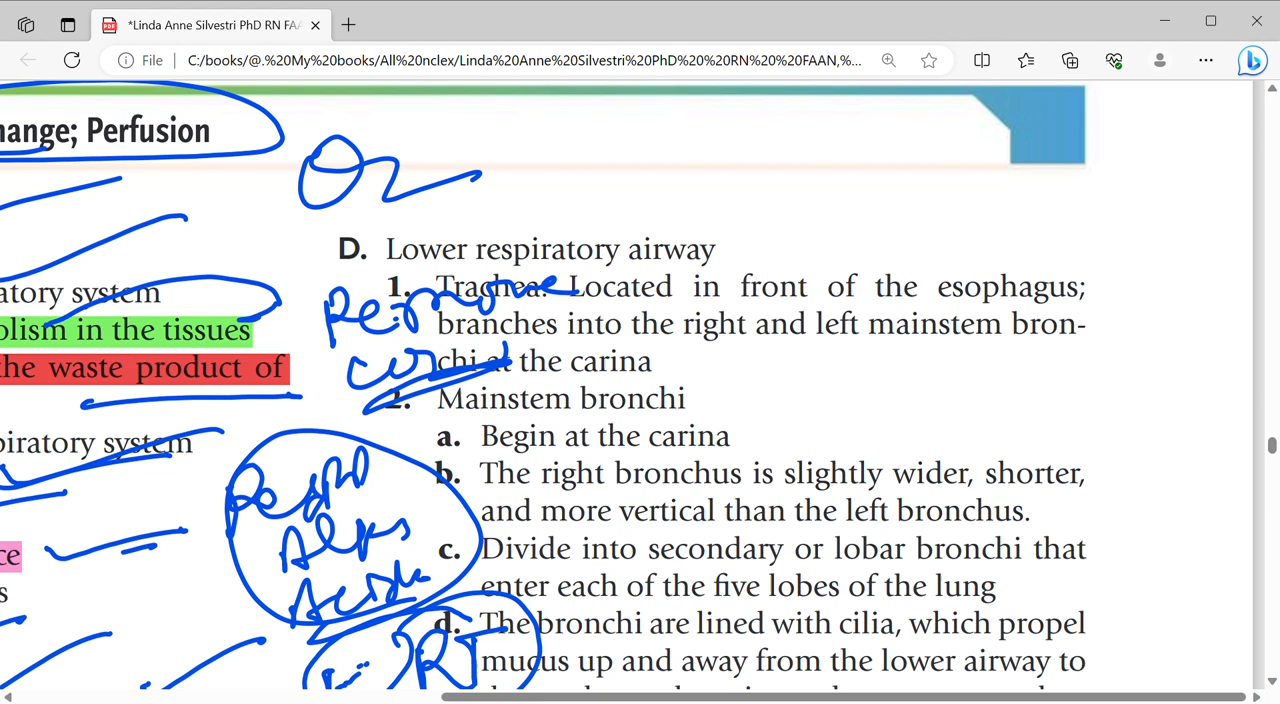 *Linda Anne Silvestri PhD RN FAA
File
C:/books/@.%20My%20books/All%20nclex/Linda%20Anne%20Silvestri%20PhD%20%20RN%20%20FAAN,%...
hange; Perfusion
atory system
olism in the tissues
he waste product of
piratory system
ce
s
O2
D. Lower respiratory airway
1. Trachea: Located in front of the esophagus;
branches into the right and left mainstem bron-
chi at the carina
2. Mainstem bronchi
a. Begin at the carina
b. The right bronchus is slightly wider, shorter,
and more vertical than the left bronchus.
c. Divide into secondary or lobar bronchi that
enter each of the five lobes of the lung
d. The bronchi are lined with cilia, which propel
mucus up and away from the lower airway to
Remove
RT